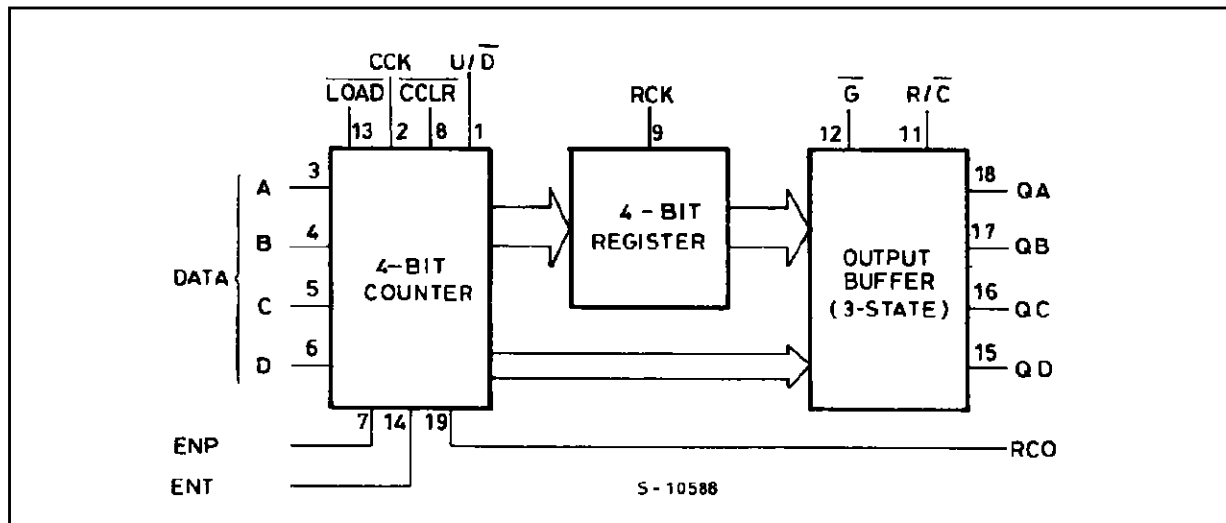 CCK U/D̅
L̅O̅A̅D̅ C̅C̅L̅R̅ RCK G̅ R/C̅
13 2 8 1 9 12 11
A 3
B 4
C 5
D 6
DATA
4-BIT
COUNTER
4 - BIT
REGISTER
OUTPUT
BUFFER
(3-STATE)
18 QA
17 QB
16 QC
15 QD
7 14 19
ENP
ENT
RCO
S - 10588